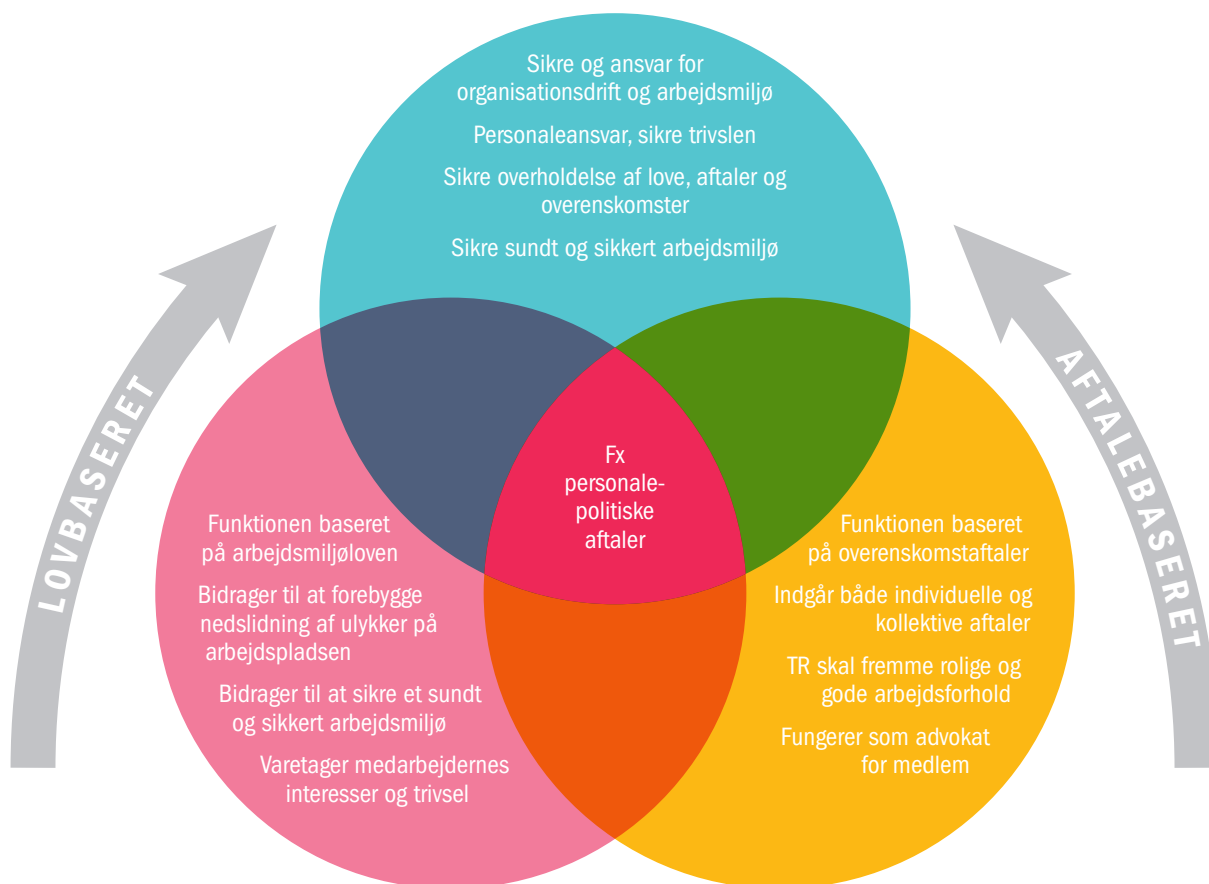 Sikre og ansvar for
organisationsdrift og arbejdsmiljø
Personaleansvar, sikre trivslen
Sikre overholdelse af love, aftaler og
overenskomster
Sikre sundt og sikkert arbejdsmiljø
LOVBASERET
AFTALEBASERET
Fx
personale-
politiske
aftaler
Funktionen baseret
på arbejdsmiljøloven
Bidrager til at forebygge
nedslidning af ulykker på
arbejdspladsen
Bidrager til at sikre et sundt
og sikkert arbejdsmiljø
Varetager medarbejdernes
interesser og trivsel
Funktionen baseret
på overenskomstaftaler
Indgår både individuelle og
kollektive aftaler
TR skal fremme rolige og
gode arbejdsforhold
Fungerer som advokat
for medlem